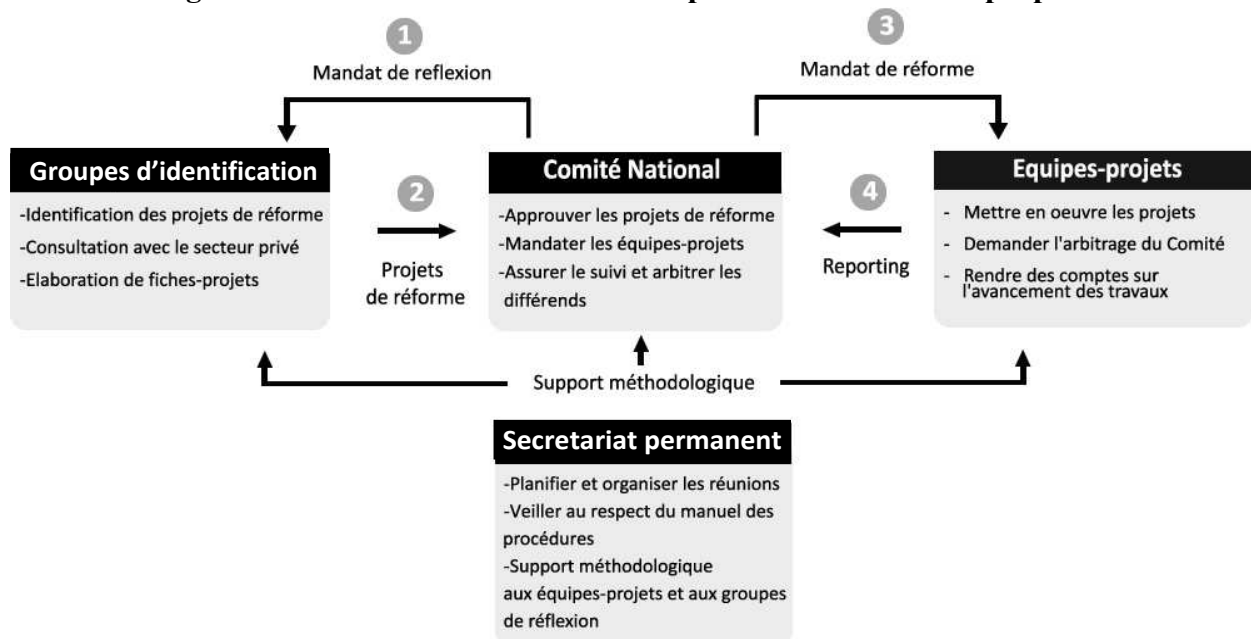 1
Mandat de reflexion
3
Mandat de réforme
Groupes d’identification
-Identification des projets de réforme
-Consultation avec le secteur privé
-Elaboration de fiches-projets
2
Projets
de réforme
Comité National
-Approuver les projets de réforme
-Mandater les équipes-projets
-Assurer le suivi et arbitrer les
différends
4
Reporting
Equipes-projets
- Mettre en oeuvre les projets
- Demander l'arbitrage du Comité
- Rendre des comptes sur
l'avancement des travaux
Support méthodologique
Secretariat permanent
-Planifier et organiser les réunions
-Veiller au respect du manuel des
procédures
-Support méthodologique
aux équipes-projets et aux groupes
de réflexion